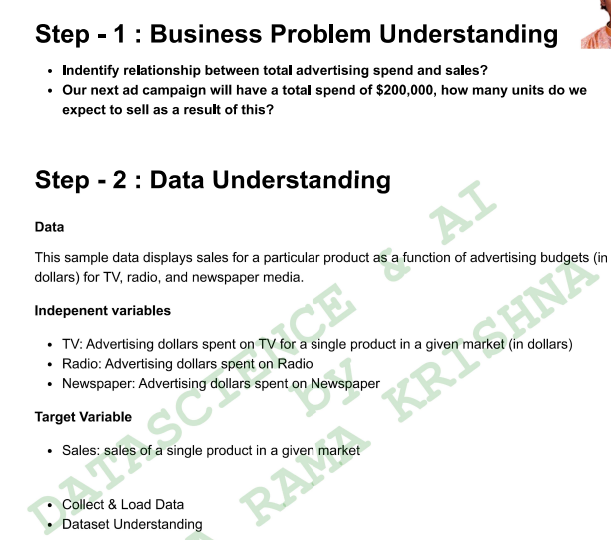 Step - 1 : Business Problem Understanding
Indentify relationship between total advertising spend and sales?
Our next ad campaign will have a total spend of $200,000, how many units do we
expect to sell as a result of this?
Step - 2 : Data Understanding
Data
This sample data displays sales for a particular product as a function of advertising budgets (in
dollars) for TV, radio, and newspaper media.
Indepenent variables
TV: Advertising dollars spent on TV for a single product in a given market (in dollars)
Radio: Advertising dollars spent on Radio
Newspaper: Advertising dollars spent on Newspaper
Target Variable
Sales: sales of a single product in a given market
Collect & Load Data
Dataset Understanding
DATASCIENCE & AI
by
RAMA KRISHNA